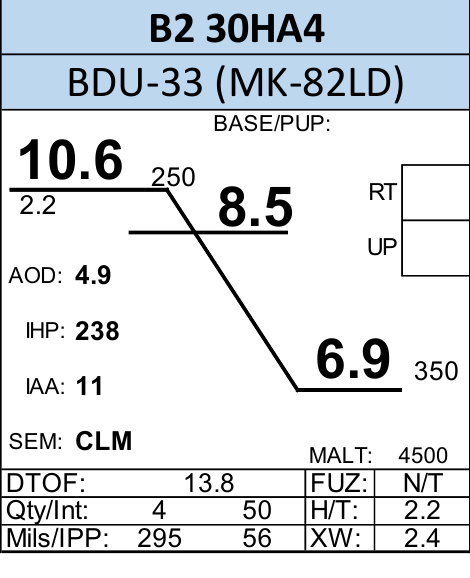 B2 30HA4
BDU-33 (MK-82LD)
BASE/PUP:
10.6 250
2.2
8.5
RT
UP
AOD: 4.9
IHP: 238
IAA: 11
6.9 350
SEM: CLM
MALT: 4500
DTOF: 13.8 FUZ: N/T
Qty/Int: 4 50 H/T: 2.2
Mils/IPP: 295 56 XW: 2.4